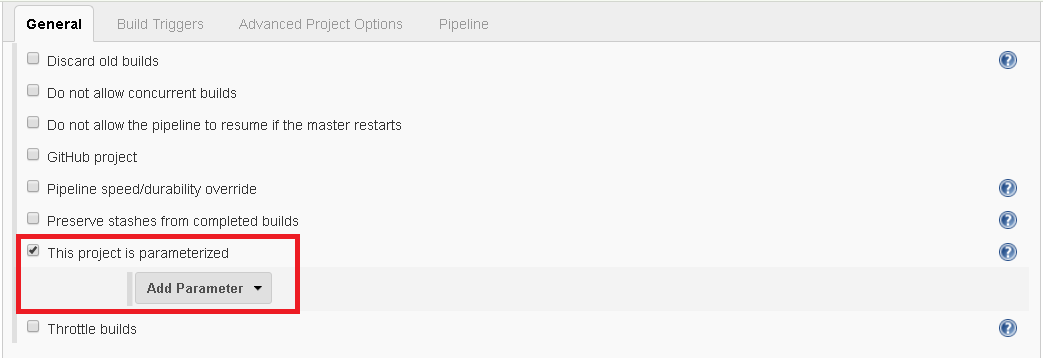 General Build Triggers Advanced Project Options Pipeline
Discard old builds
Do not allow concurrent builds
Do not allow the pipeline to resume if the master restarts
GitHub project
Pipeline speed/durability override
Preserve stashes from completed builds
This project is parameterized
Add Parameter
Throttle builds